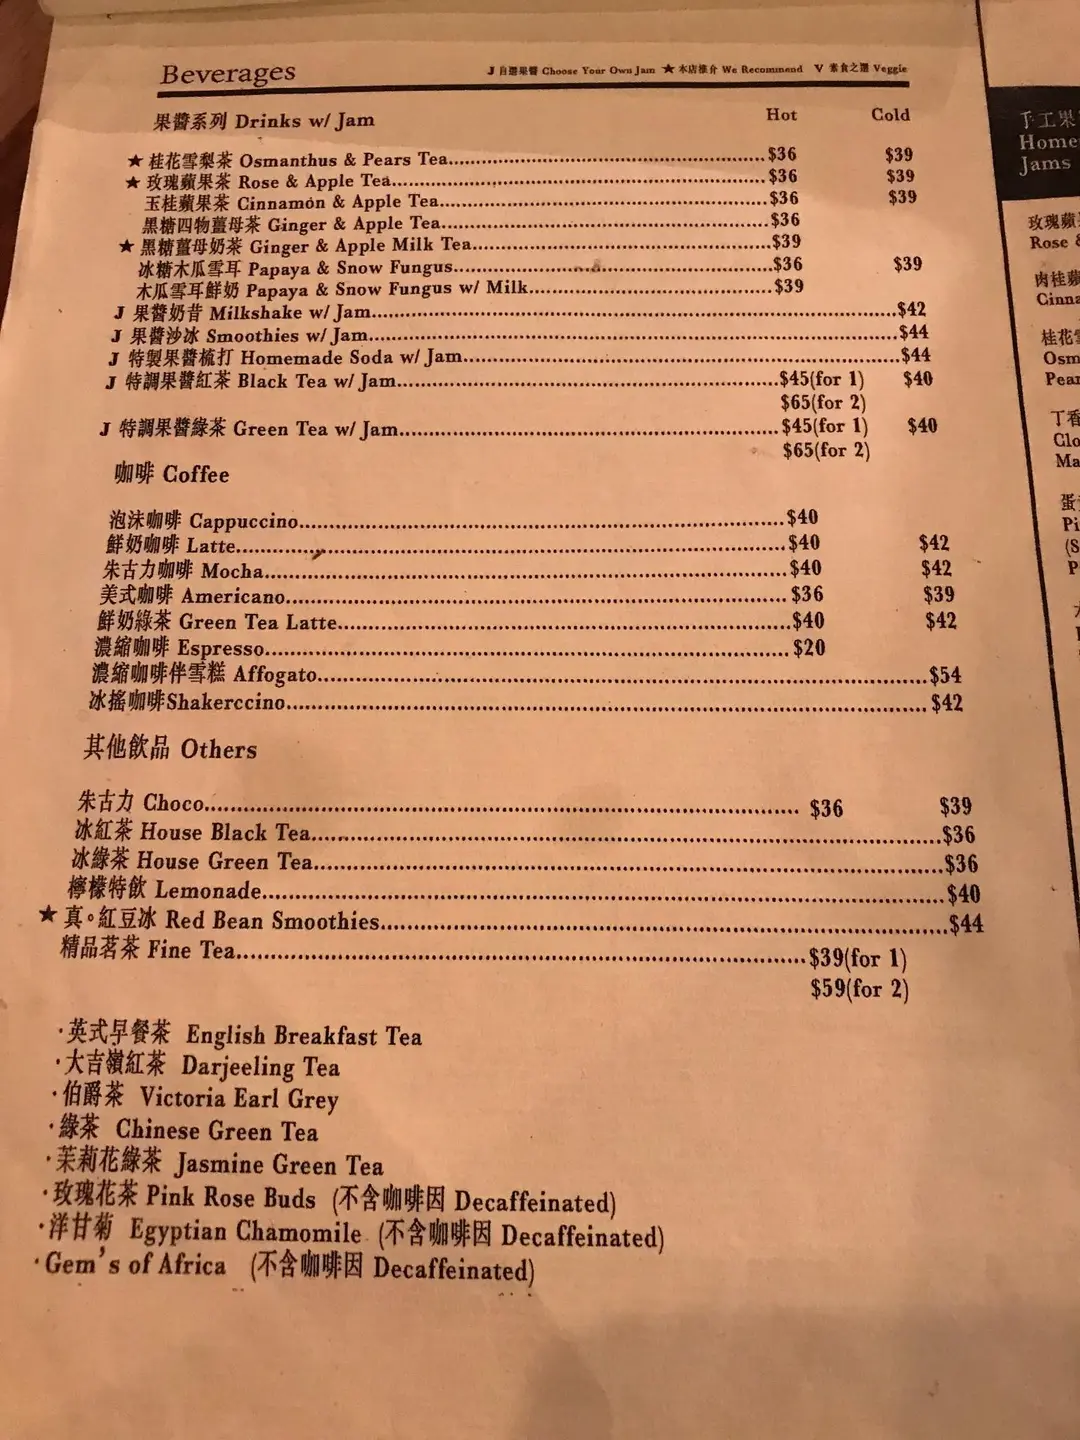 Beverages
J 自選果醬 Choose Your Own Jam ★ 本店推介 We Recommend V 素食之選 Veggie
果醬系列 Drinks w/ Jam Hot Cold
★ 桂花雪梨茶 Osmanthus & Pears Tea $36 $39
★ 玫瑰蘋果茶 Rose & Apple Tea $36 $39
玉桂蘋果茶 Cinnamon & Apple Tea $36 $39
黑糖四物薑母茶 Ginger & Apple Tea $36
★ 黑糖薑母奶茶 Ginger & Apple Milk Tea $39
冰糖木瓜雪耳 Papaya & Snow Fungus $36 $39
木瓜雪耳鮮奶 Papaya & Snow Fungus w/ Milk $39
J 果醬奶昔 Milkshake w/ Jam $42
J 果醬沙冰 Smoothies w/ Jam $44
J 特製果醬梳打 Homemade Soda w/ Jam $44
J 特調果醬紅茶 Black Tea w/ Jam $45(for 1) $40
$65(for 2)
J 特調果醬綠茶 Green Tea w/ Jam $45(for 1) $40
$65(for 2)
咖啡 Coffee
泡沫咖啡 Cappuccino $40
鮮奶咖啡 Latte $40 $42
朱古力咖啡 Mocha $40 $42
美式咖啡 Americano $36 $39
鮮奶綠茶 Green Tea Latte $40 $42
濃縮咖啡 Espresso $20
濃縮咖啡伴雪糕 Affogato $54
冰搖咖啡Shakerccino $42
其他飲品 Others
朱古力 Choco $36 $39
冰紅茶 House Black Tea $36
冰綠茶 House Green Tea $36
檸檬特飲 Lemonade $40
★ 真。紅豆冰 Red Bean Smoothies $44
精品茗茶 Fine Tea $39(for 1)
$59(for 2)
·英式早餐茶 English Breakfast Tea
·大吉嶺紅茶 Darjeeling Tea
·伯爵茶 Victoria Earl Grey
·綠茶 Chinese Green Tea
·茉莉花綠茶 Jasmine Green Tea
·玫瑰花茶 Pink Rose Buds (不含咖啡因 Decaffeinated)
·洋甘菊 Egyptian Chamomile (不含咖啡因 Decaffeinated)
·Gem's of Africa (不含咖啡因 Decaffeinated)
手工果
Home
Jams
玫瑰蘋
Rose
肉桂蘋
Cinna
桂花
Osm
Pear
丁香
Clo
Ma
蛋
Pi
(S
P